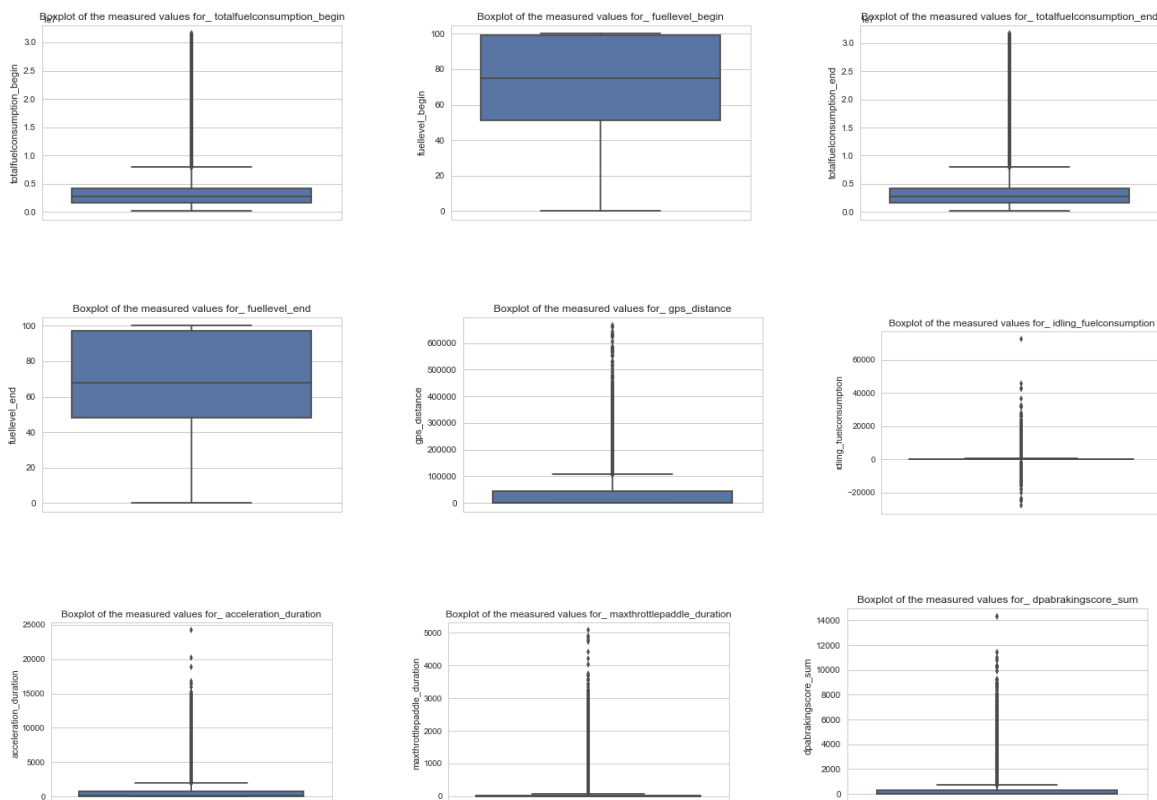 Boxplot of the measured values for_ totalfuelconsumption_begin
1e7
3.0
2.5
2.0
1.5
1.0
0.5
0.0
totalfuelconsumption_begin
Boxplot of the measured values for_ fuellevel_begin
100
80
60
40
20
0
fuellevel_begin
Boxplot of the measured values for_ totalfuelconsumption_end
1e7
3.0
2.5
2.0
1.5
1.0
0.5
0.0
totalfuelconsumption_end
Boxplot of the measured values for_ fuellevel_end
100
80
60
40
20
0
fuellevel_end
Boxplot of the measured values for_ gps_distance
600000
500000
400000
300000
200000
100000
0
gps_distance
Boxplot of the measured values for_ idling_fuelconsumption
60000
40000
20000
0
−20000
idling_fuelconsumption
Boxplot of the measured values for_ acceleration_duration
25000
20000
15000
10000
5000
0
acceleration_duration
Boxplot of the measured values for_ maxthrottlepaddle_duration
5000
4000
3000
2000
1000
0
maxthrottlepaddle_duration
Boxplot of the measured values for_ dpabrakingscore_sum
14000
12000
10000
8000
6000
4000
2000
0
dpabrakingscore_sum